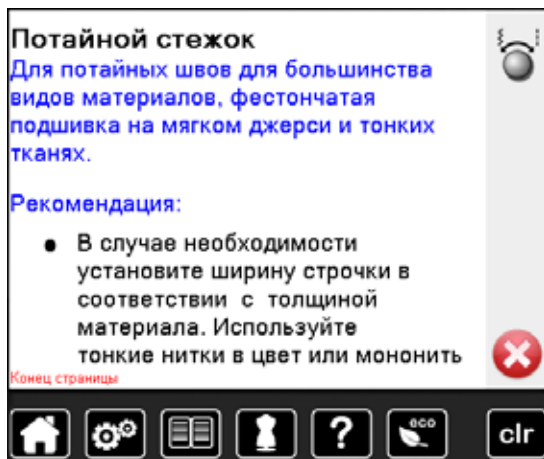 Потайной стежок
Для потайных швов для большинства
видов материалов, фестончатая
подшивка на мягком джерси и тонких
тканях.
Рекомендация:
● В случае необходимости
установите ширину строчки в
соответствии с толщиной
материала. Используйте
тонкие нитки в цвет или мононить
Конец страницы
? eco clr